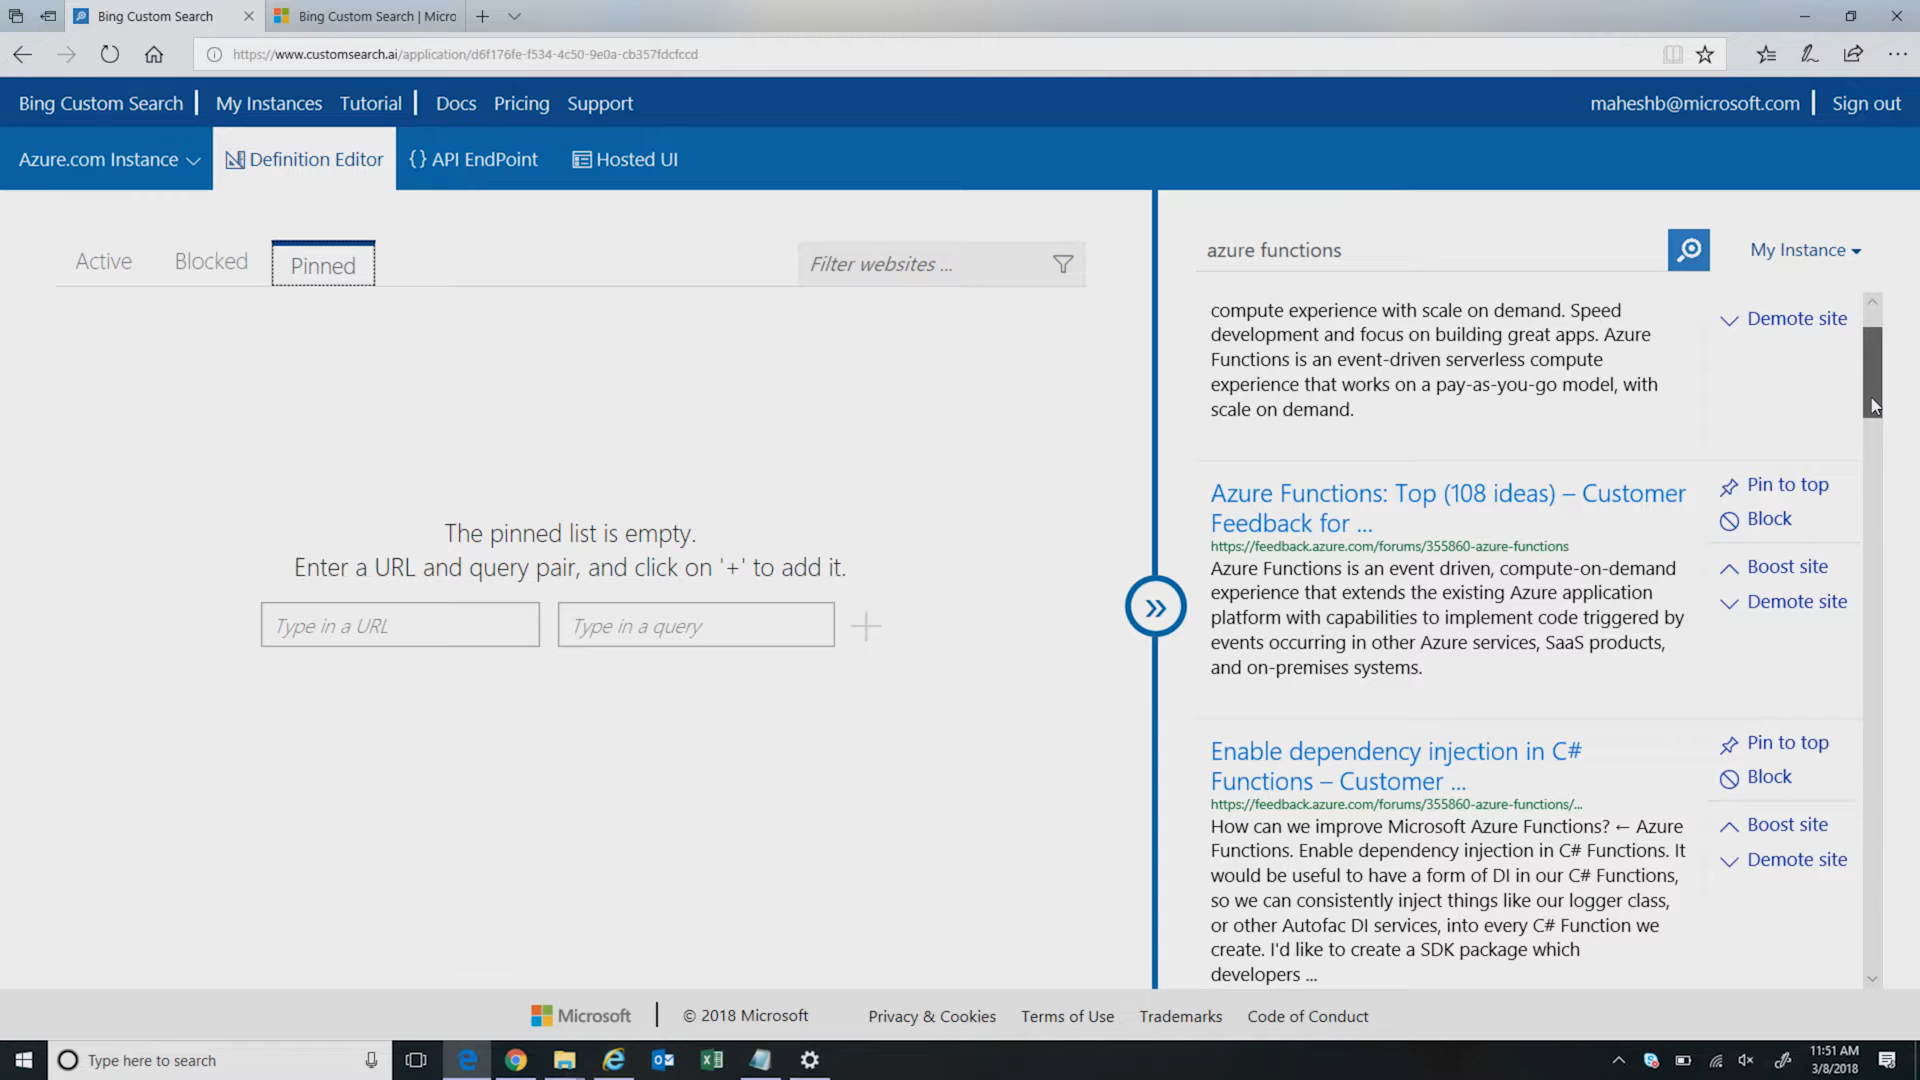 Bing Custom Search
Bing Custom Search | Micro
https://www.customsearch.ai/application/d6f176fe-f534-4c50-9e0a-cb357fdcfccd
Bing Custom Search | My Instances Tutorial | Docs Pricing Support
maheshb@microsoft.com | Sign out
Azure.com Instance
Definition Editor
{} API EndPoint
Hosted UI
Active
Blocked
Pinned
Filter websites ...
The pinned list is empty.
Enter a URL and query pair, and click on '+' to add it.
Type in a URL
Type in a query
azure functions
My Instance
compute experience with scale on demand. Speed
development and focus on building great apps. Azure
Functions is an event-driven serverless compute
experience that works on a pay-as-you-go model, with
scale on demand.
Demote site
Azure Functions: Top (108 ideas) – Customer
Feedback for ...
https://feedback.azure.com/forums/355860-azure-functions
Azure Functions is an event driven, compute-on-demand
experience that extends the existing Azure application
platform with capabilities to implement code triggered by
events occurring in other Azure services, SaaS products,
and on-premises systems.
Pin to top
Block
Boost site
Demote site
Enable dependency injection in C#
Functions – Customer ...
https://feedback.azure.com/forums/355860-azure-functions/...
How can we improve Microsoft Azure Functions? ← Azure
Functions. Enable dependency injection in C# Functions. It
would be useful to have a form of DI in our C# Functions,
so we can consistently inject things like our logger class,
or other Autofac DI services, into every C# Function we
create. I'd like to create a SDK package which
developers ...
Pin to top
Block
Boost site
Demote site
Microsoft | © 2018 Microsoft Privacy & Cookies Terms of Use Trademarks Code of Conduct
Type here to search
11:51 AM
3/8/2018